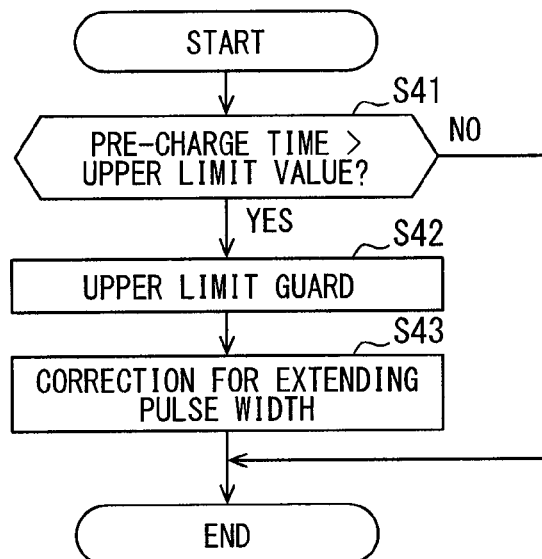 START
S41
PRE-CHARGE TIME >
UPPER LIMIT VALUE?
NO
YES
S42
UPPER LIMIT GUARD
S43
CORRECTION FOR EXTENDING
PULSE WIDTH
END